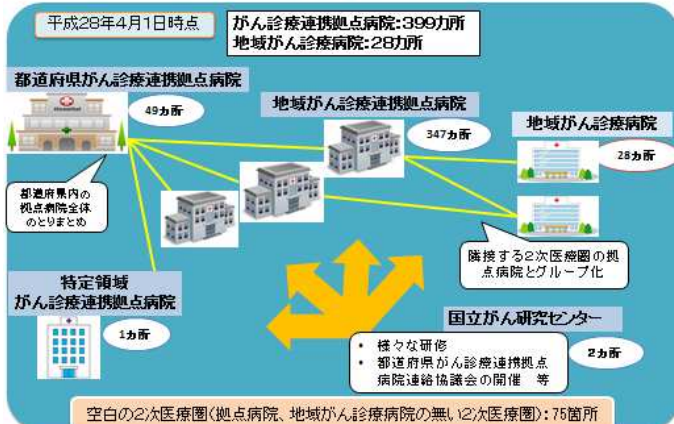 平成28年4月1日時点
がん診療連携拠点病院:399カ所
地域がん診療病院:28カ所
都道府県がん診療連携拠点病院
49カ所
地域がん診療連携拠点病院
347カ所
地域がん診療病院
28カ所
Hospital
都道府県内の
拠点病院全体
のとりまとめ
隣接する2次医療圏の拠
点病院とグループ化
特定領域
がん診療連携拠点病院
1カ所
国立がん研究センター
2カ所
• 様々な研修
• 都道府県がん診療連携拠点
病院連絡協議会の開催 等
空白の2次医療圏(拠点病院、地域がん診療病院の無い2次医療圏):75箇所